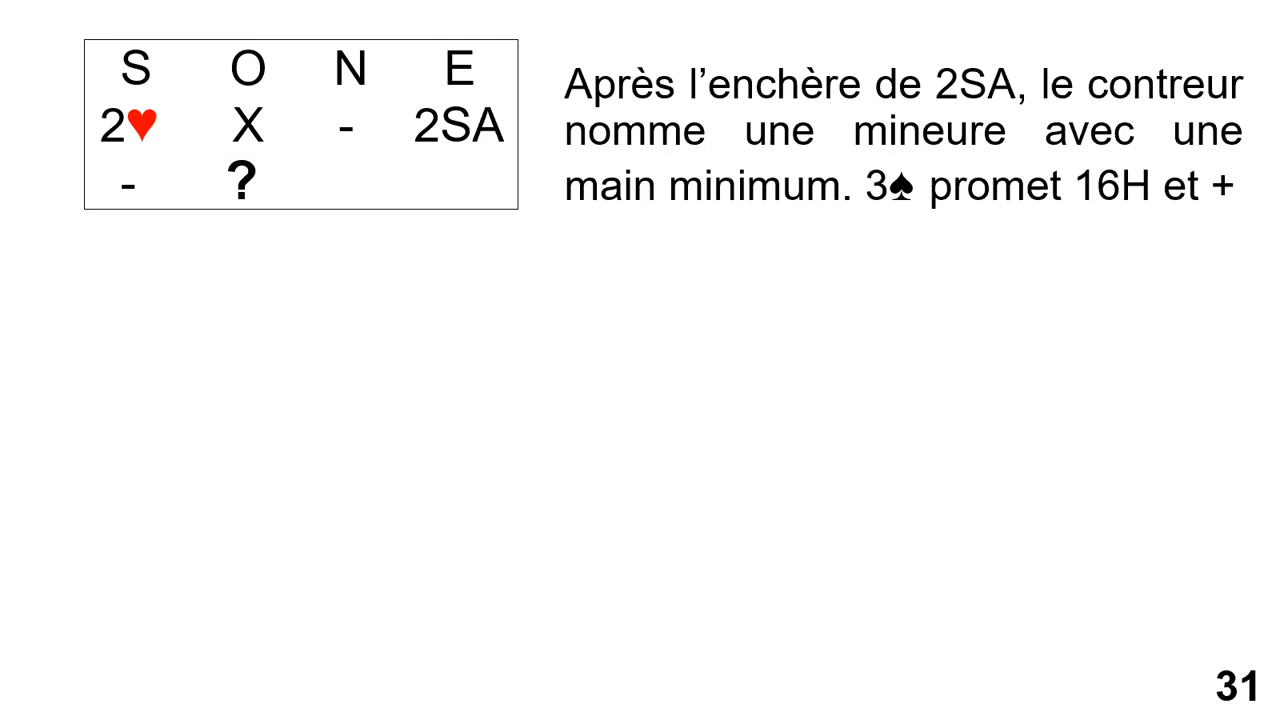 S O N E
2♥ X - 2SA
- ?
Après l’enchère de 2SA, le contreur
nomme une mineure avec une
main minimum. 3♠ promet 16H et +
31